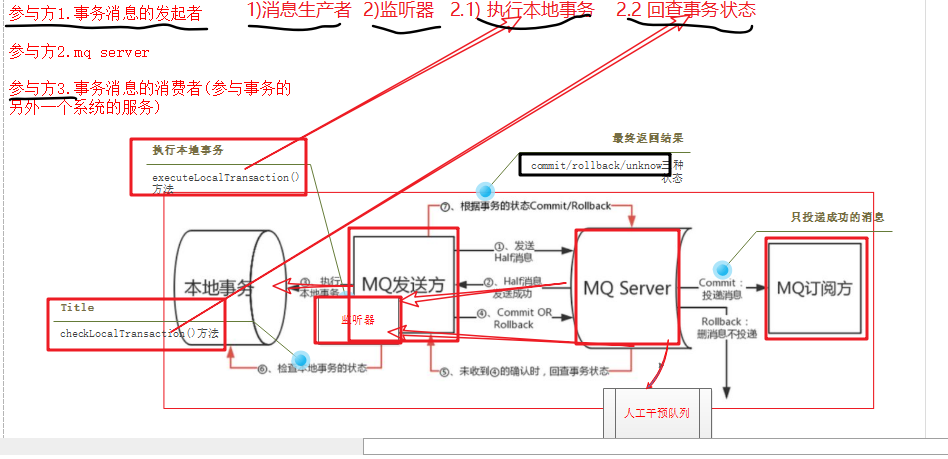 参与方1.事务消息的发起者
1)消息生产者 2)监听器 2.1) 执行本地事务 2.2 回查事务状态
参与方2.mq server
参与方3.事务消息的消费者(参与事务的
另外一个系统的服务)
执行本地事务
executeLocalTransaction()
方法
最终返回结果
commit/rollback/unknow三种
状态
只投递成功的消息
⑦、根据事务的状态Commit/Rollback
①、发送
Half消息
②、Half消息
发送成功
④、Commit OR
Rollback
本地事务
执行
本地事务
MQ发送方
监听器
MQ Server
Commit：
投递消息
MQ订阅方
Rollback：
消息不投递
Title
checkLocalTransaction()方法
⑥、检查本地事务的状态
⑤、未收到④的确认时，回查事务状态
人工干预队列